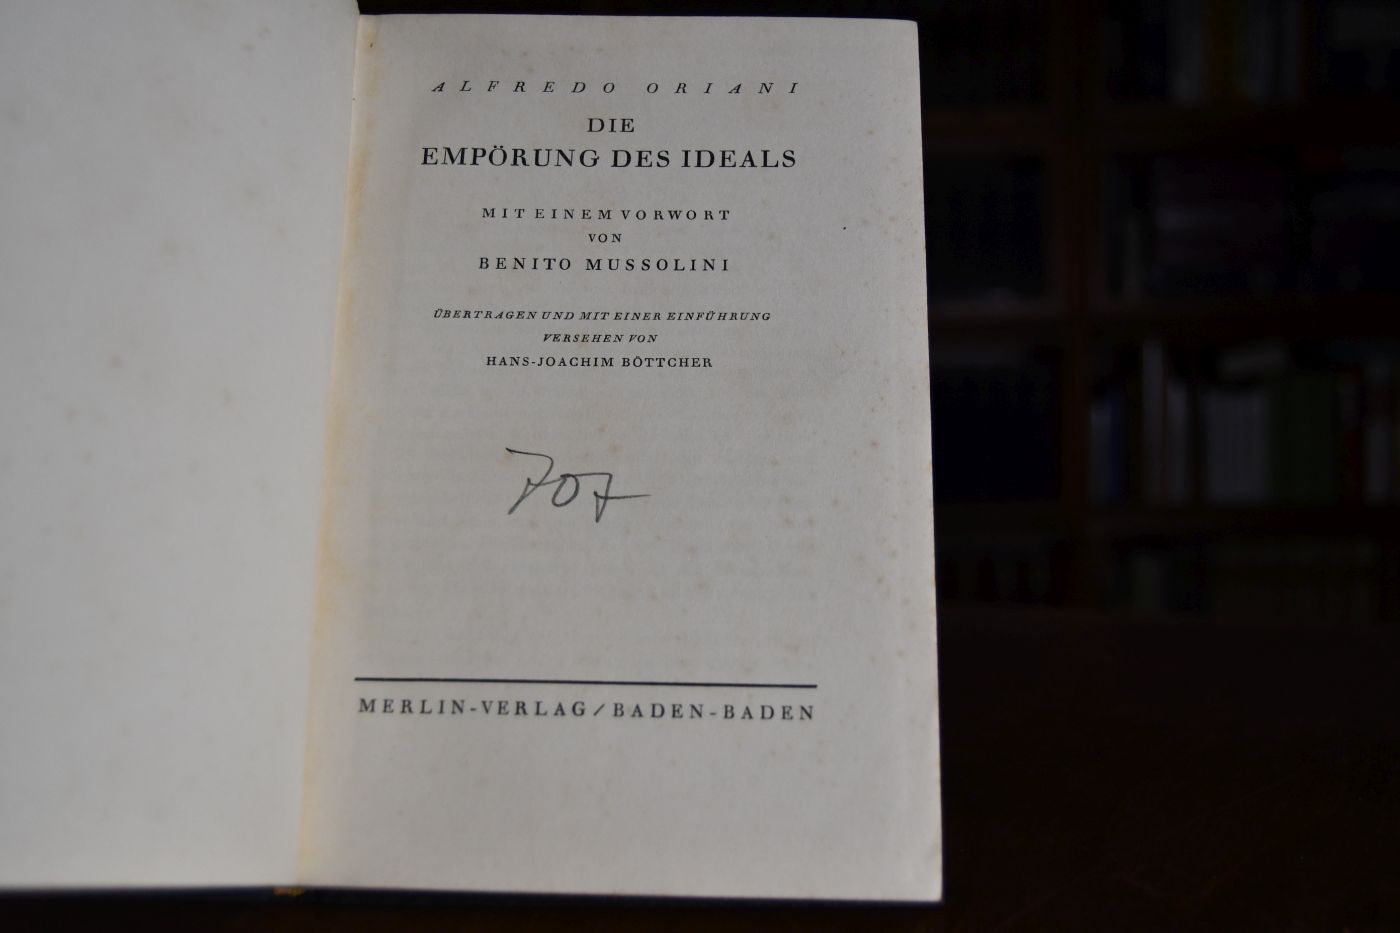 ALFREDO ORIANI
DIE
EMPÖRUNG DES IDEALS
MIT EINEM VORWORT
VON
BENITO MUSSOLINI
ÜBERTRAGEN UND MIT EINER EINFÜHRUNG
VERSEHEN VON
HANS-JOACHIM BÖTTCHER
707
MERLIN-VERLAG / BADEN-BADEN